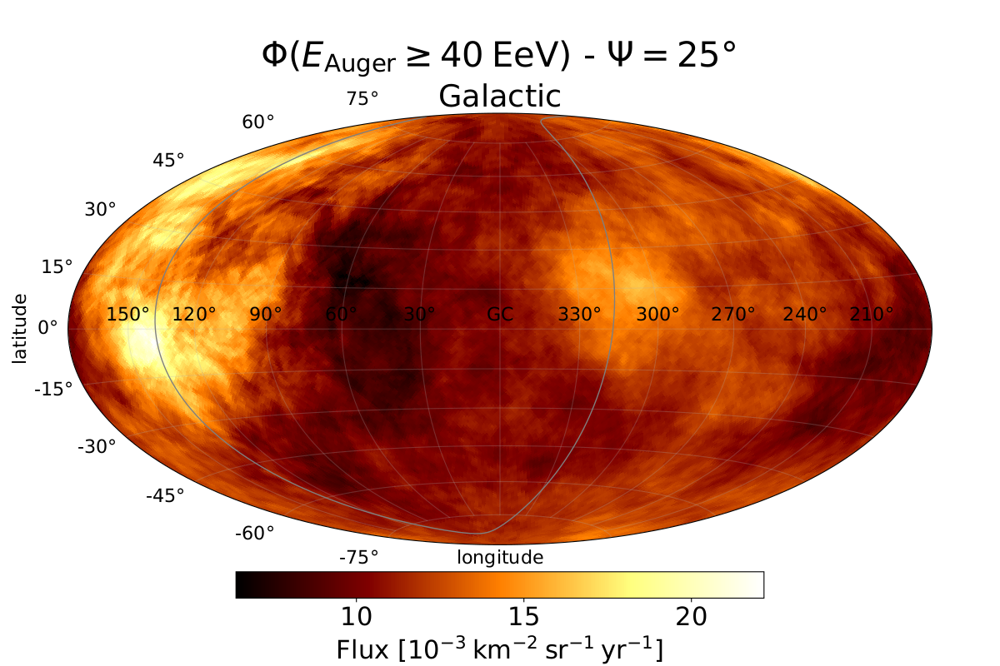 Φ(E_Auger ≥ 40 EeV) - Ψ = 25°
Galactic
75°
60°
45°
30°
15°
0°
-15°
-30°
-45°
-60°
-75°
latitude
150° 120° 90° 60° 30° GC 330° 300° 270° 240° 210°
longitude
10 15 20
Flux [10⁻³ km⁻² sr⁻¹ yr⁻¹]